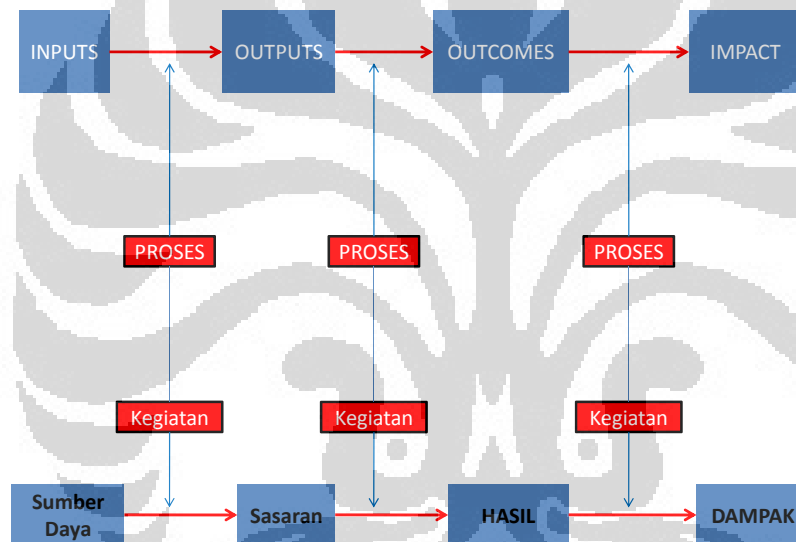 INPUTS
OUTPUTS
OUTCOMES
IMPACT
PROSES
PROSES
PROSES
Kegiatan
Kegiatan
Kegiatan
Sumber
Daya
Sasaran
HASIL
DAMPAK